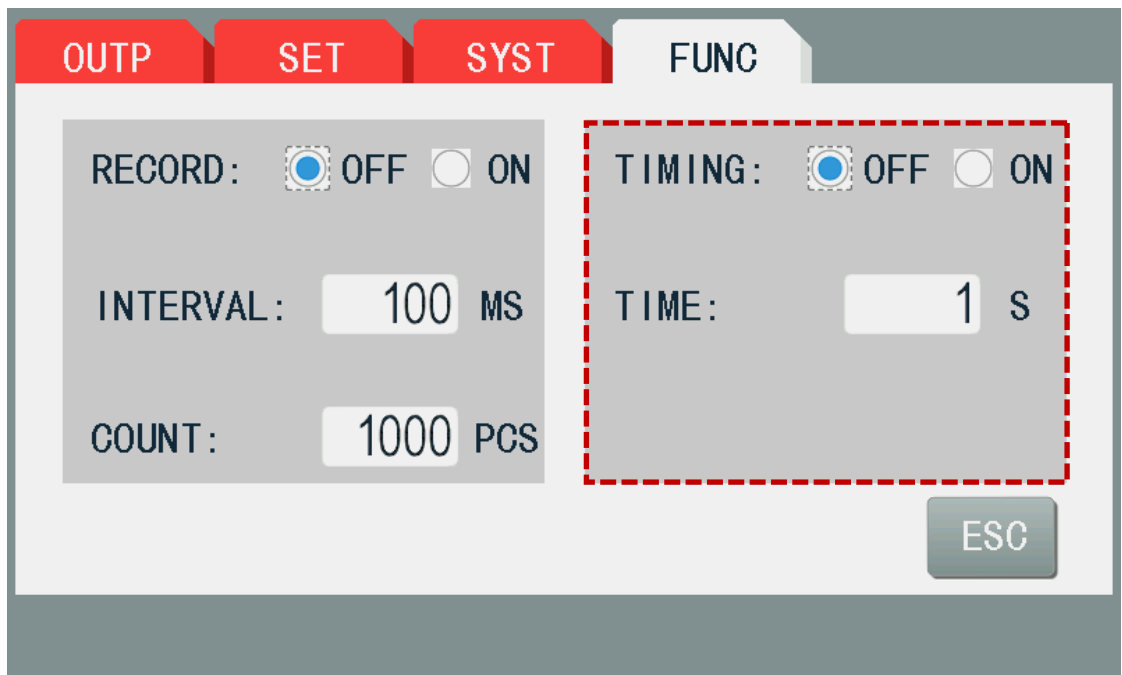 OUTP SET SYST FUNC
RECORD: OFF ON
INTERVAL: 100 MS
COUNT: 1000 PCS
TIMING: OFF ON
TIME: 1 S
ESC